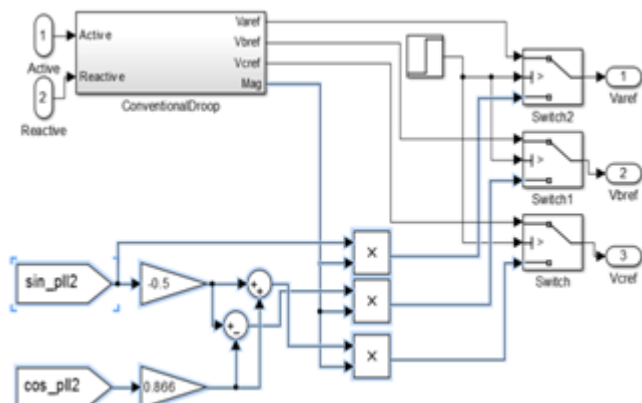 1
Active
2
Reactive
Active
Reactive
Varef
Vbref
Vcref
Mag
ConventionalDroop
>
Switch2
1
Varef
>
Switch1
2
Vbref
>
Switch
3
Vcref
sin_pll2
-0.5
+
+
+
-
×
×
×
cos_pll2
0.866